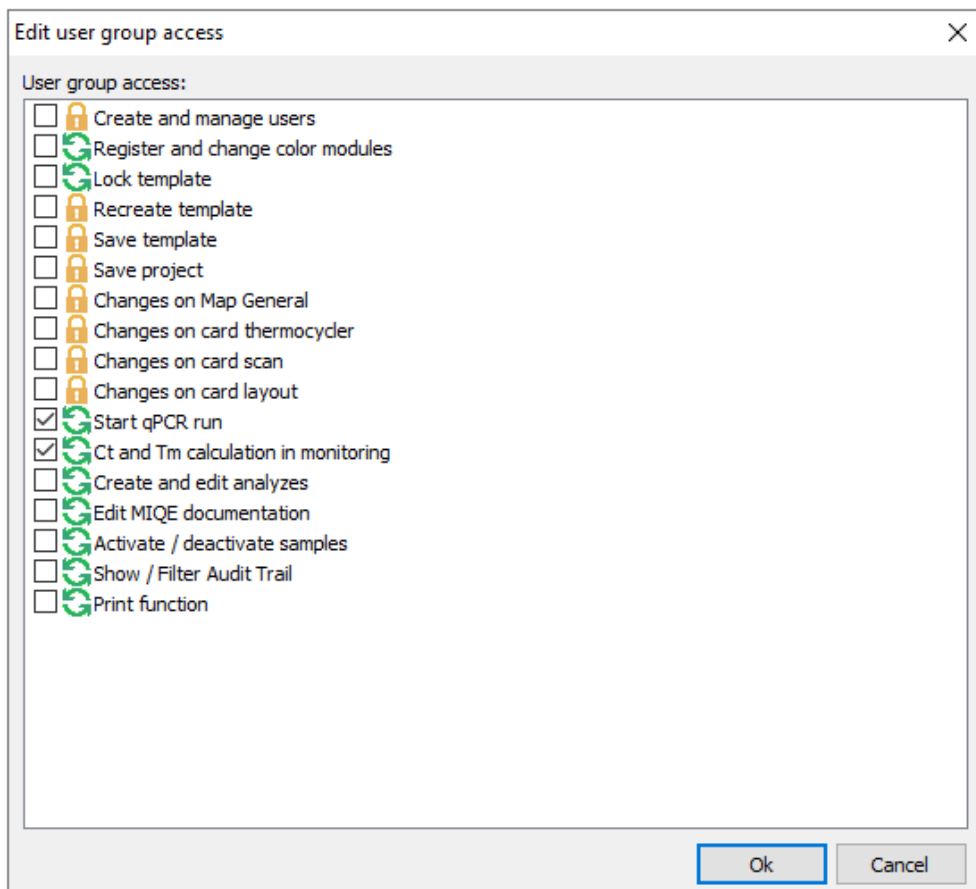 Edit user group access
User group access:
Create and manage users
Register and change color modules
Lock template
Recreate template
Save template
Save project
Changes on Map General
Changes on card thermocycler
Changes on card scan
Changes on card layout
Start qPCR run
Ct and Tm calculation in monitoring
Create and edit analyzes
Edit MIQE documentation
Activate / deactivate samples
Show / Filter Audit Trail
Print function
Ok Cancel